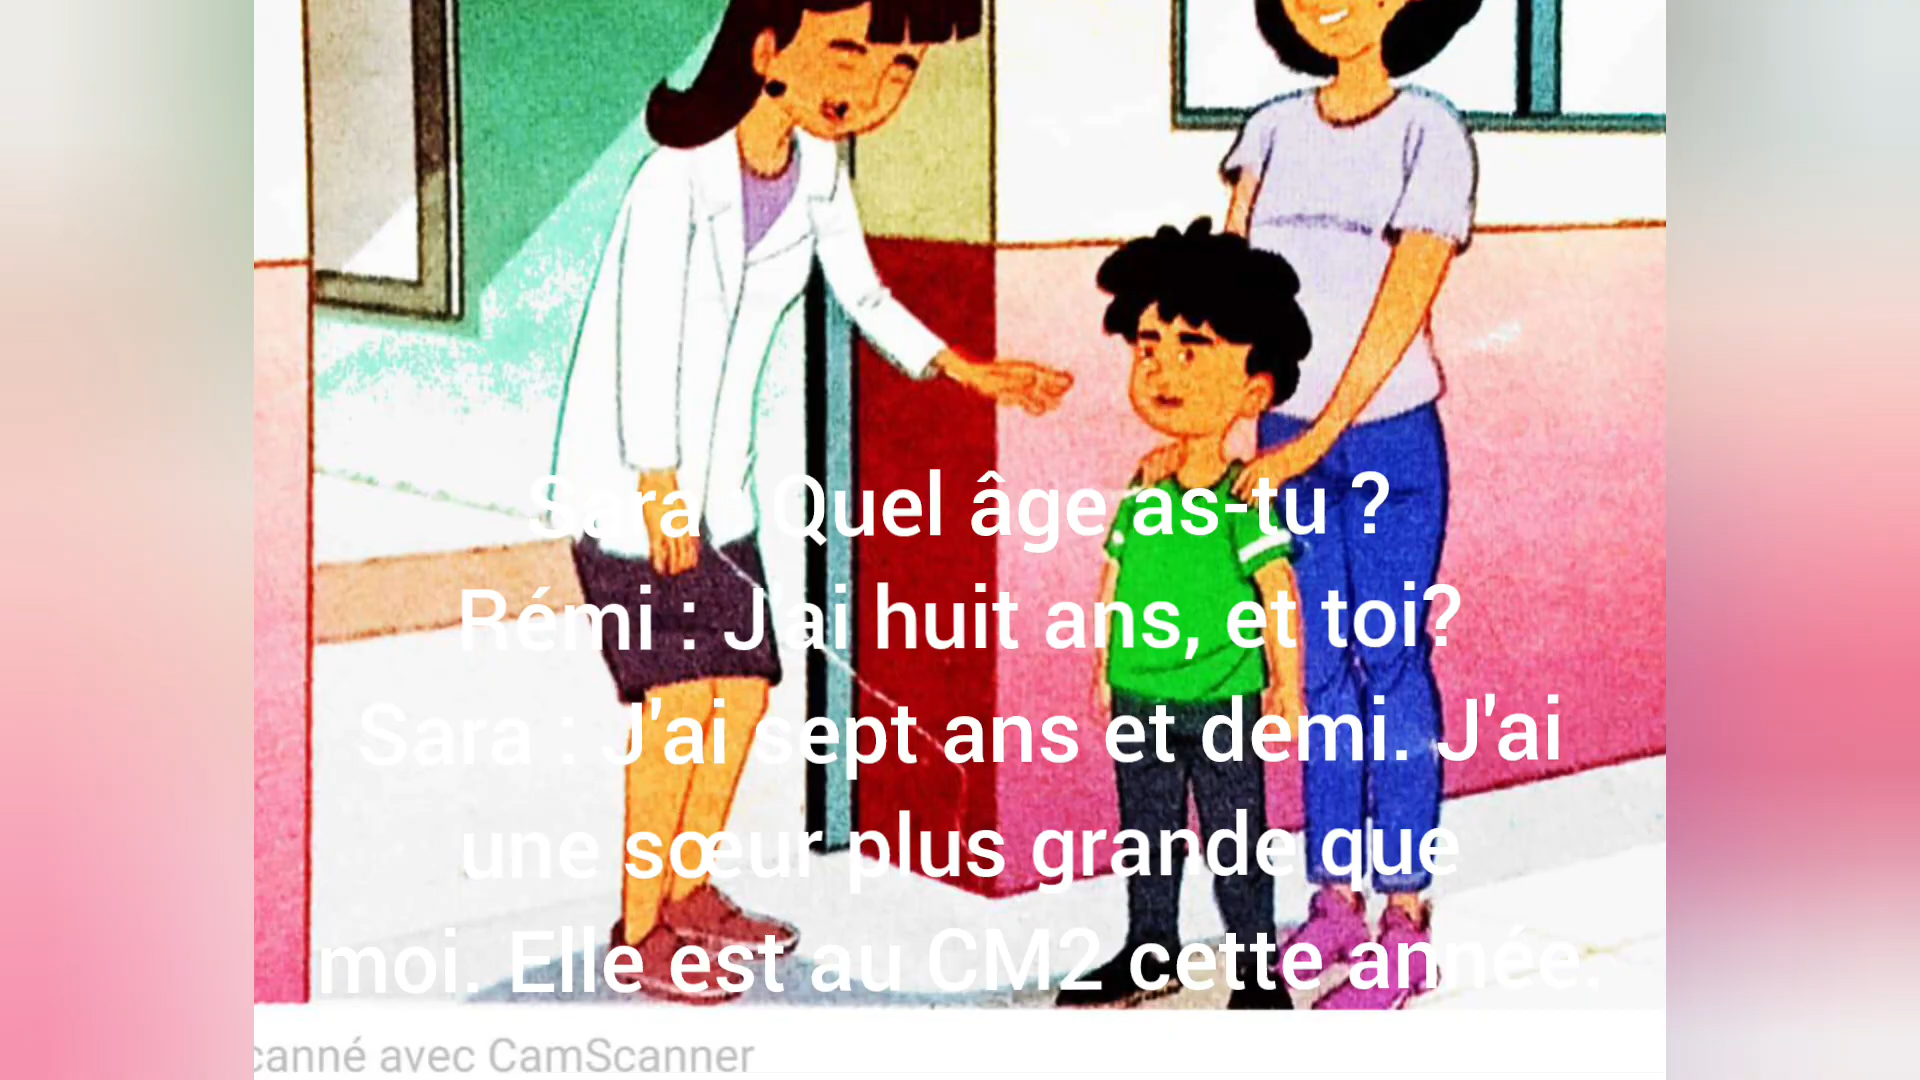 Sara : Quel âge as-tu ?
Rémi : J'ai huit ans, et toi?
Sara : J'ai sept ans et demi. J'ai
une sœur plus grande que
moi. Elle est au CM2 cette année.
canné avec CamScanner